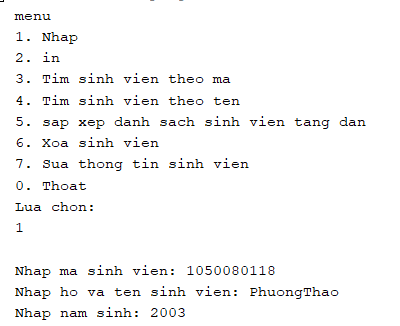 menu
1. Nhap
2. in
3. Tim sinh vien theo ma
4. Tim sinh vien theo ten
5. sap xep danh sach sinh vien tang dan
6. Xoa sinh vien
7. Sua thong tin sinh vien
0. Thoat
Lua chon:
1
Nhap ma sinh vien: 1050080118
Nhap ho va ten sinh vien: PhuongThao
Nhap nam sinh: 2003